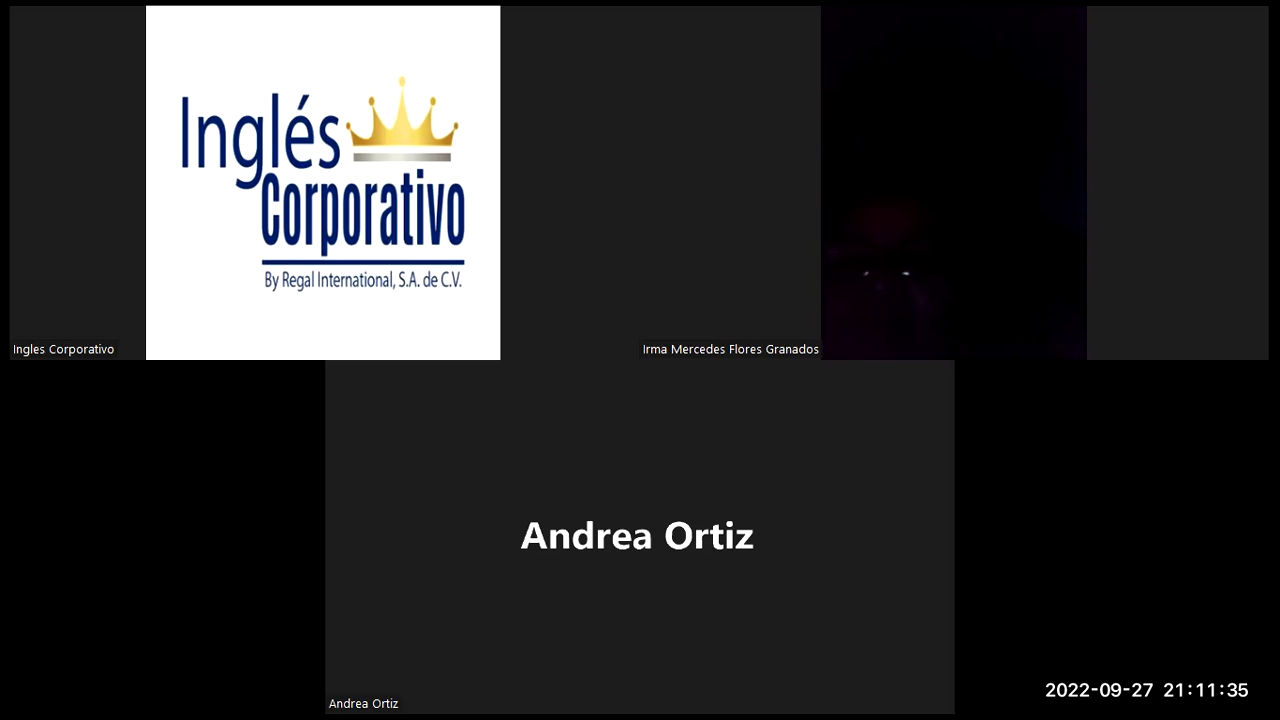 Inglés
Corporativo
By Regal International, S.A. de C.V.
Ingles Corporativo
Irma Mercedes Flores Granados
Andrea Ortiz
Andrea Ortiz
2022-09-27 21:11:35